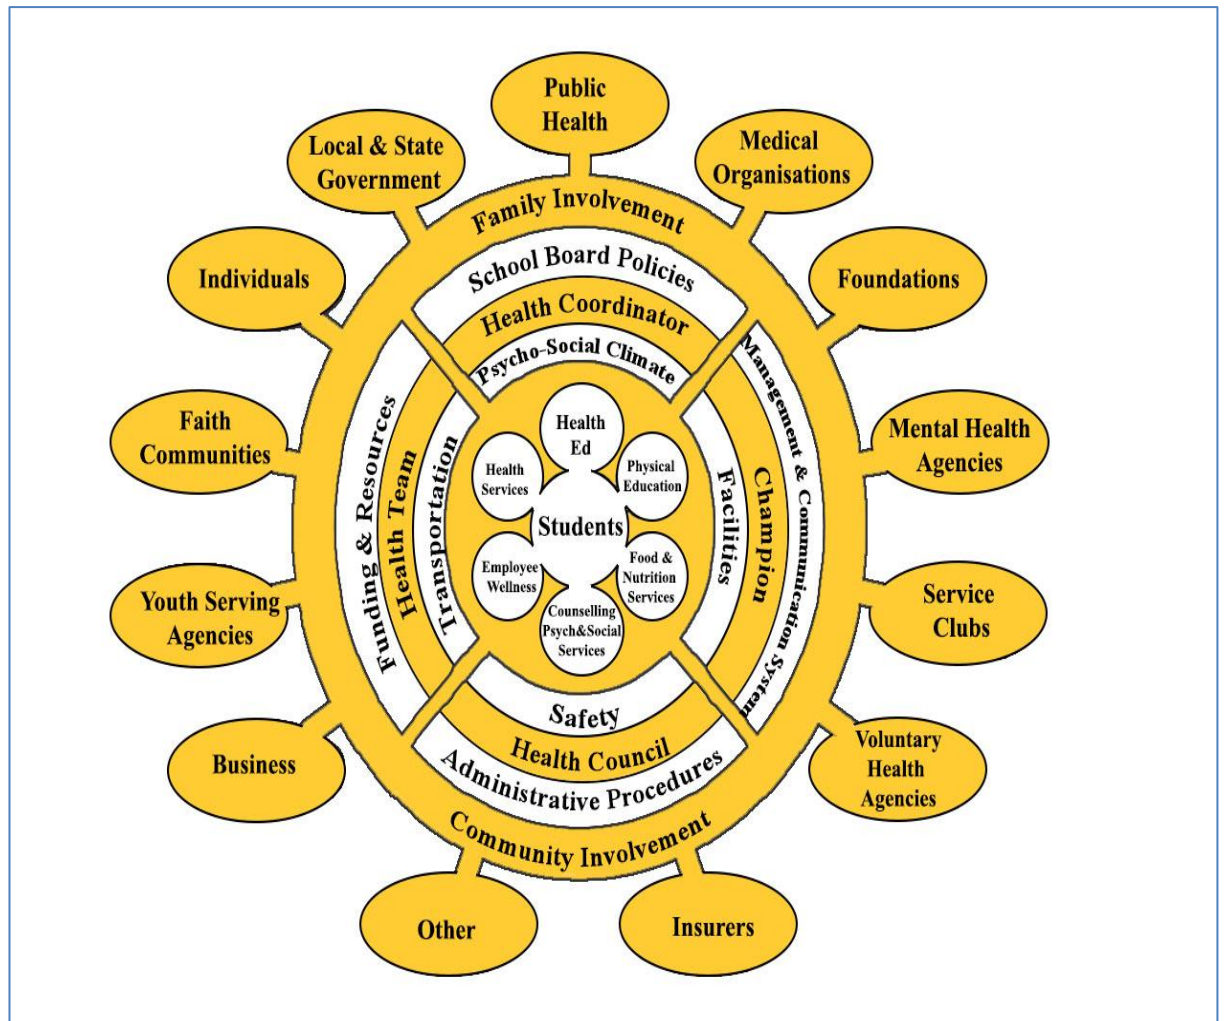 Public
Health
Local & State
Government
Medical
Organisations
Individuals
Foundations
Faith
Communities
Mental Health
Agencies
Youth Serving
Agencies
Service
Clubs
Business
Voluntary
Health
Agencies
Other
Insurers
Family Involvement
School Board Policies
Health Coordinator
Psycho-Social Climate
Funding & Resources
Health Team
Transportation
Management & Communication System
Champion
Facilities
Health
Ed
Health
Services
Physical
Education
Students
Employee
Wellness
Food &
Nutrition
Services
Counselling
Psych&Social
Services
Safety
Health Council
Administrative Procedures
Community Involvement